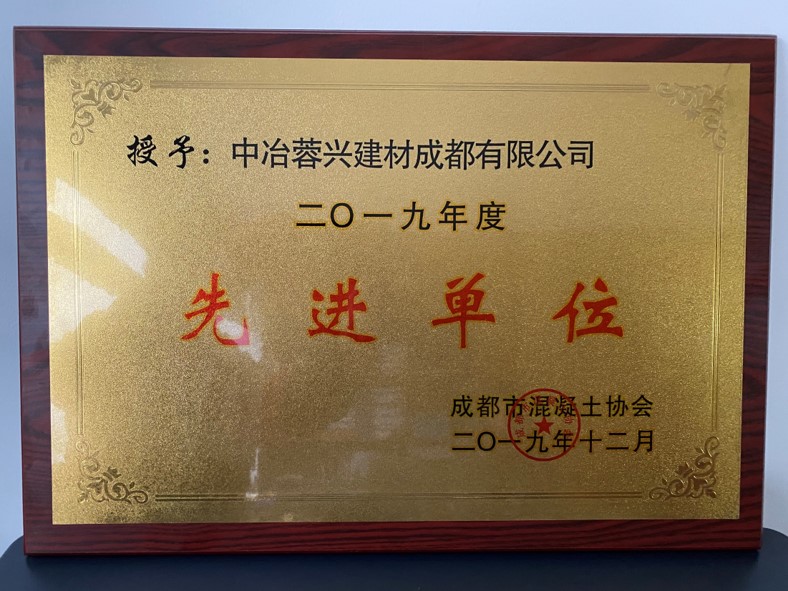 授予：中冶蓉兴建材成都有限公司
二〇一九年度
先进单位
成都市混凝土协会
二〇一九年十二月